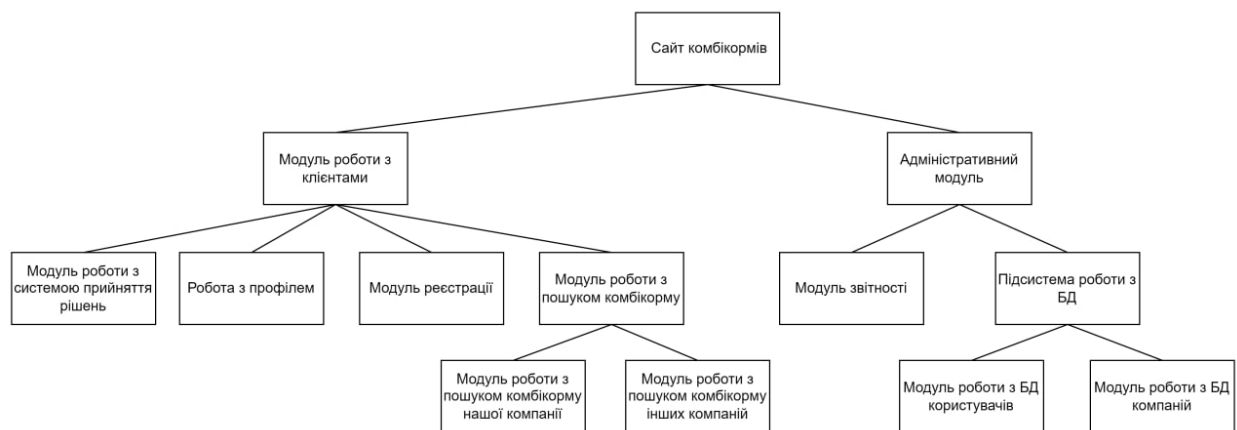 Сайт комбікормів
Модуль роботи з
клієнтами
Адміністративний
модуль
Модуль роботи з
системою прийняття
рішень
Робота з профілем
Модуль реєстрації
Модуль роботи з
пошуком комбікорму
Модуль звітності
Підсистема роботи з
БД
Модуль роботи з
пошуком комбікорму
нашої компанії
Модуль роботи з
пошуком комбікорму
інших компаній
Модуль роботи з БД
користувачів
Модуль роботи з БД
компаній